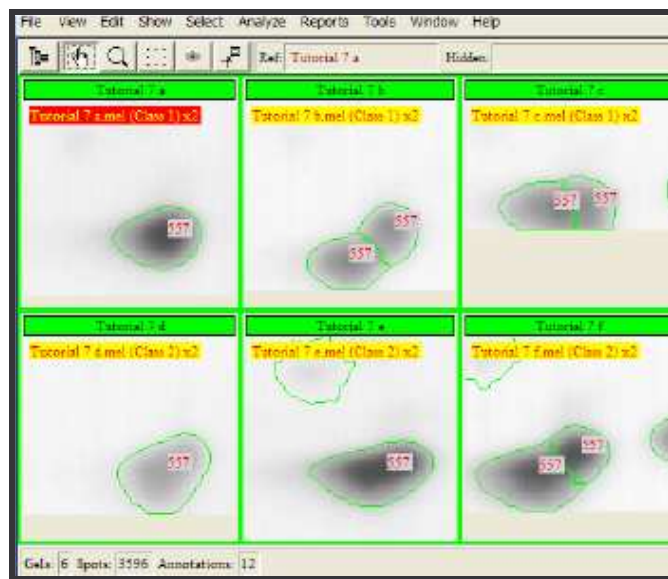 File View Edit Show Select Analyze Reports Tools Window Help
Ref: Tutorial 7 a Hidden:
Tutorial 7 a Tutorial 7 b Tutorial 7 c
Tutorial 7 a.mel (Class 1) x2 Tutorial 7 b.mel (Class 1) x2 Tutorial 7 c.mel (Class 1) x2
557 557 557 557 557
Tutorial 7 d Tutorial 7 e Tutorial 7 f
Tutorial 7 d.mel (Class 2) x2 Tutorial 7 e.mel (Class 2) x2 Tutorial 7 f.mel (Class 2) x2
557 557 557 557
Gels: 6 Spots: 3596 Annotations: 12